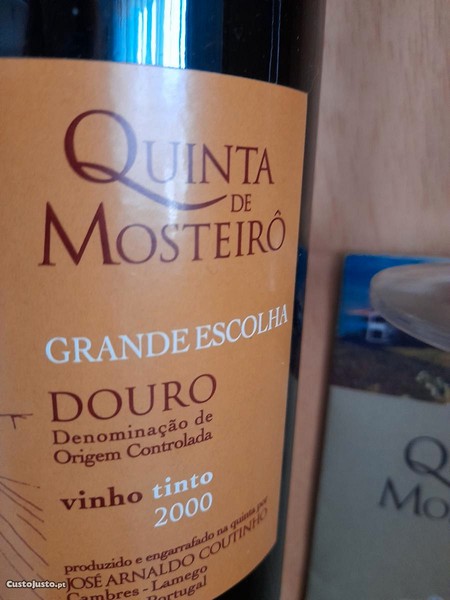 QUINTA
DE
MOSTEIRÔ
GRANDE ESCOLHA
DOURO
Denominação de
Origem Controlada
vinho tinto
2000
produzido e engarrafado na quinta por
JOSÉ ARNALDO COUTINHO
Cambres - Lamego
Portugal
CustoJusto.pt